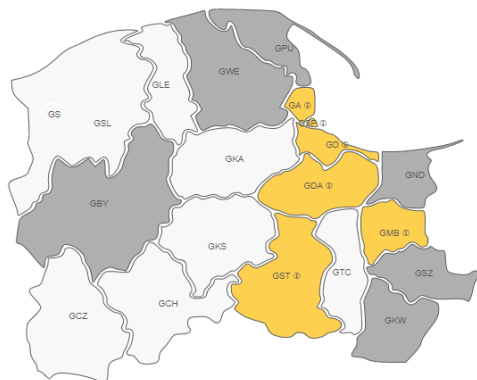 GPU
GLE
GWE
GA ①
GS
GSL
GD ①
GKA
GND
GDA ①
GBY
GMB ①
GKS
GST ①
GTC
GSZ
GCH
GCZ
GKW